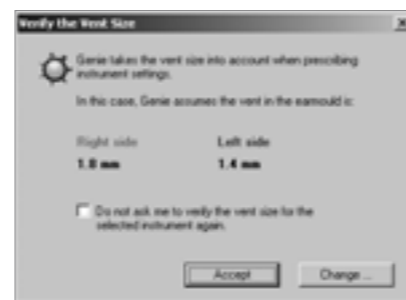 Verify the Vent Size
Genie takes the vent size into account when prescribing
instrument settings.
In this case, Genie assumes the vent in the earmould is:
Right side Left side
1.8 mm 1.4 mm
Do not ask me to verify the vent size for the
selected instrument again.
Accept Change ...